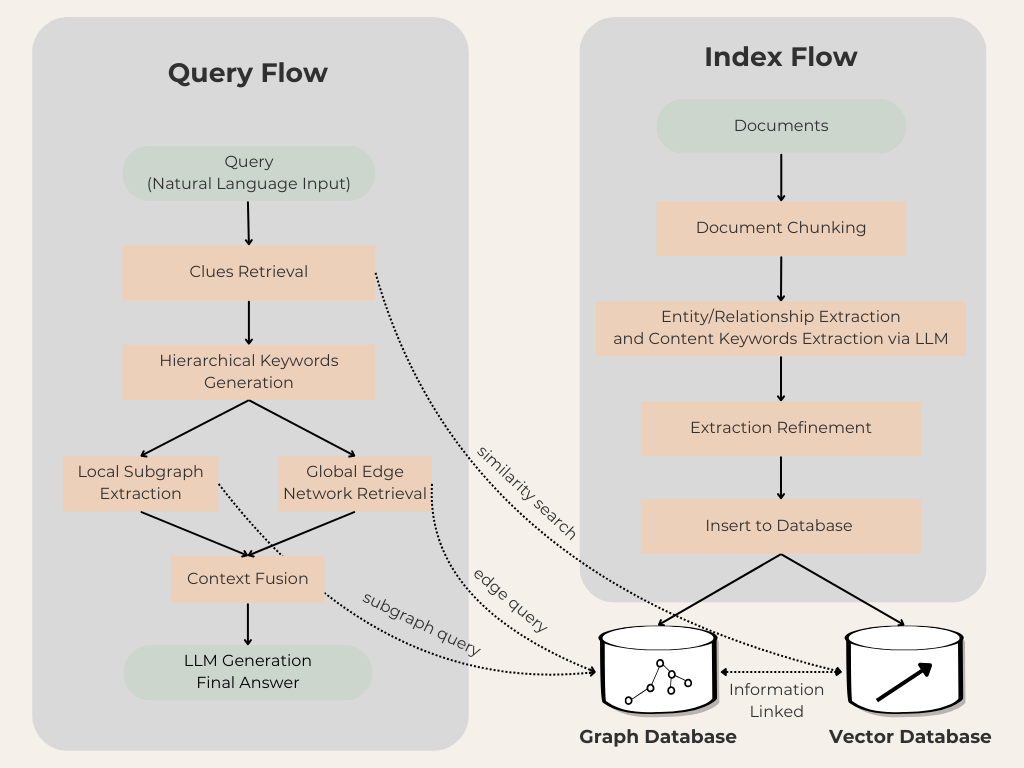 Query Flow
Query
(Natural Language Input)
Clues Retrieval
Hierarchical Keywords
Generation
Local Subgraph
Extraction
Global Edge
Network Retrieval
Context Fusion
LLM Generation
Final Answer
similarity search
edge query
subgraph query
Index Flow
Documents
Document Chunking
Entity/Relationship Extraction
and Content Keywords Extraction via LLM
Extraction Refinement
Insert to Database
Information
Linked
Graph Database
Vector Database